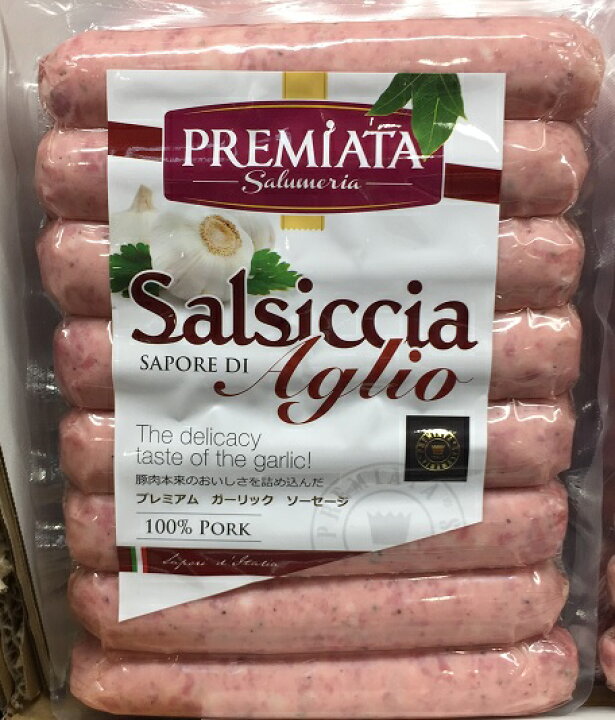 PREMIATA
Salumeria
Salsiccia
SAPORE DI Aglio
The delicacy
taste of the garlic!
豚肉本来のおいしさを詰め込んだ
プレミアム ガーリック ソーセージ
100% PORK
PREMIATA
Sapori d'Italia